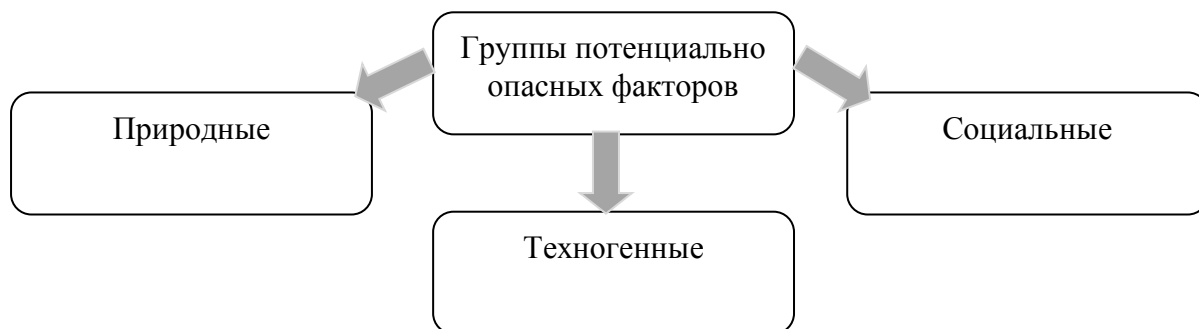 Группы потенциально
опасных факторов
Природные
Социальные
Техногенные